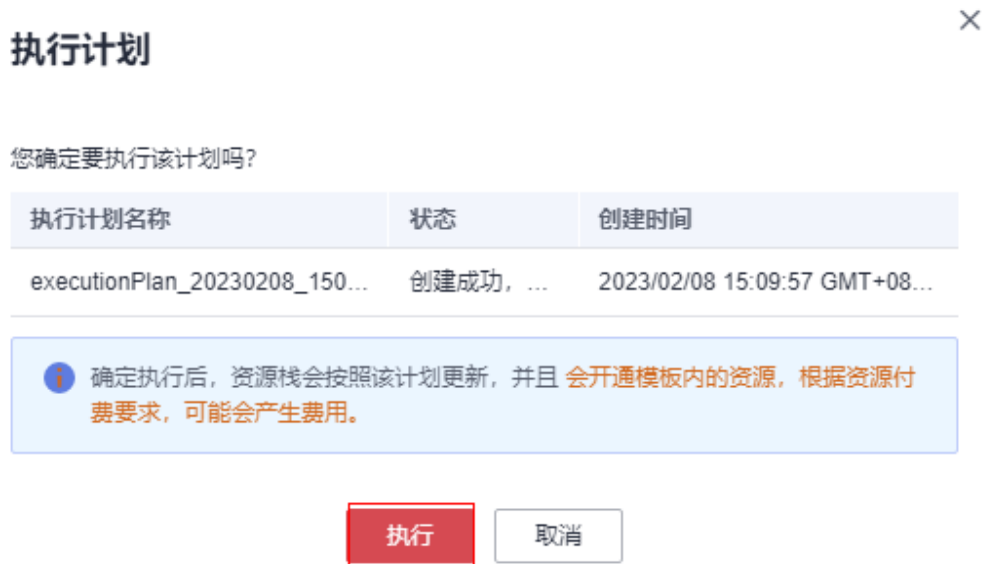 执行计划
您确定要执行该计划吗?
执行计划名称 状态 创建时间
executionPlan_20230208_150... 创建成功，... 2023/02/08 15:09:57 GMT+08...
确定执行后，资源栈会按照该计划更新，并且 会开通模板内的资源，根据资源付
费要求，可能会产生费用。
执行 取消